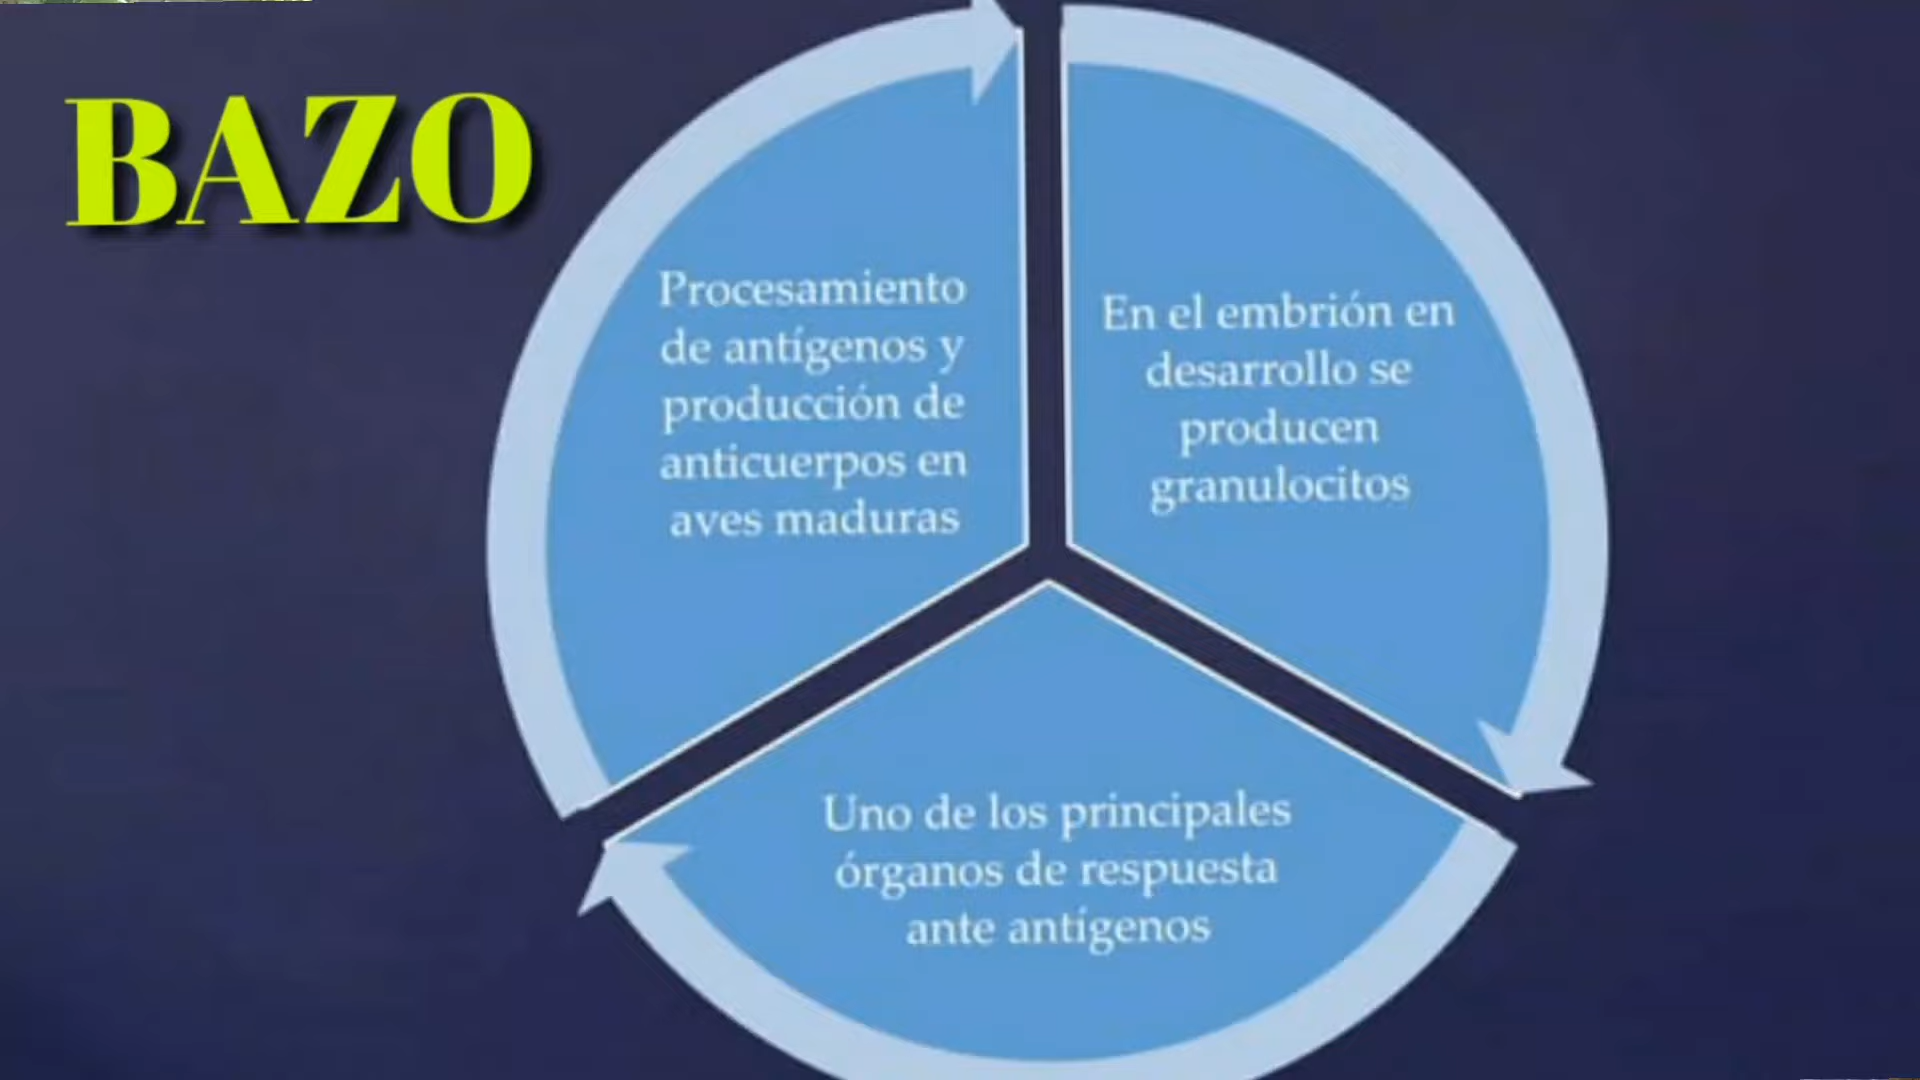 BAZO
Procesamiento
de antígenos y
producción de
anticuerpos en
aves maduras
En el embrión en
desarrollo se
producen
granulocitos
Uno de los principales
órganos de respuesta
ante antígenos